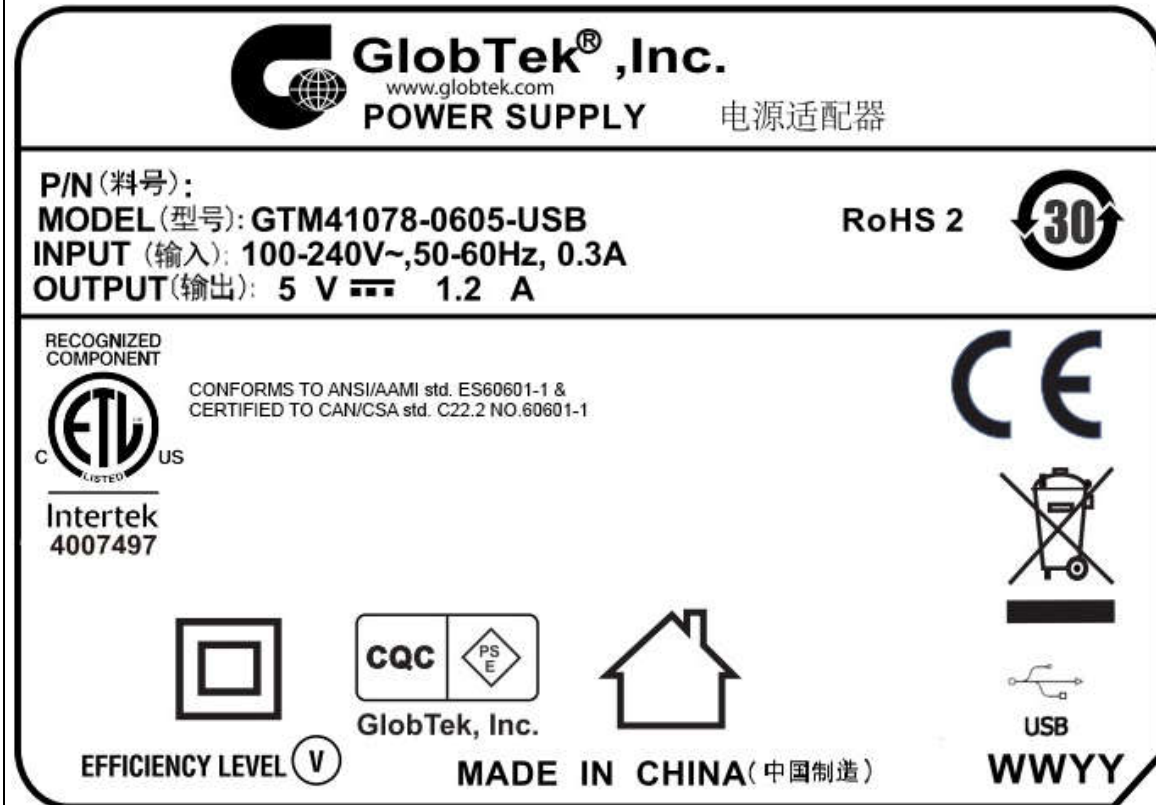 GlobTek® ,Inc.
www.globtek.com
POWER SUPPLY 电源适配器
P/N(料号):
MODEL(型号): GTM41078-0605-USB
INPUT (输入): 100-240V~,50-60Hz, 0.3A
OUTPUT(输出): 5 V 1.2 A
RoHS 2
30
RECOGNIZED
COMPONENT
ETL
C US
LISTED
Intertek
4007497
CONFORMS TO ANSI/AAMI std. ES60601-1 &
CERTIFIED TO CAN/CSA std. C22.2 NO.60601-1
CE
CQC
PS
E
GlobTek, Inc.
USB
EFFICIENCY LEVEL V
MADE IN CHINA(中国制造)
WWYY